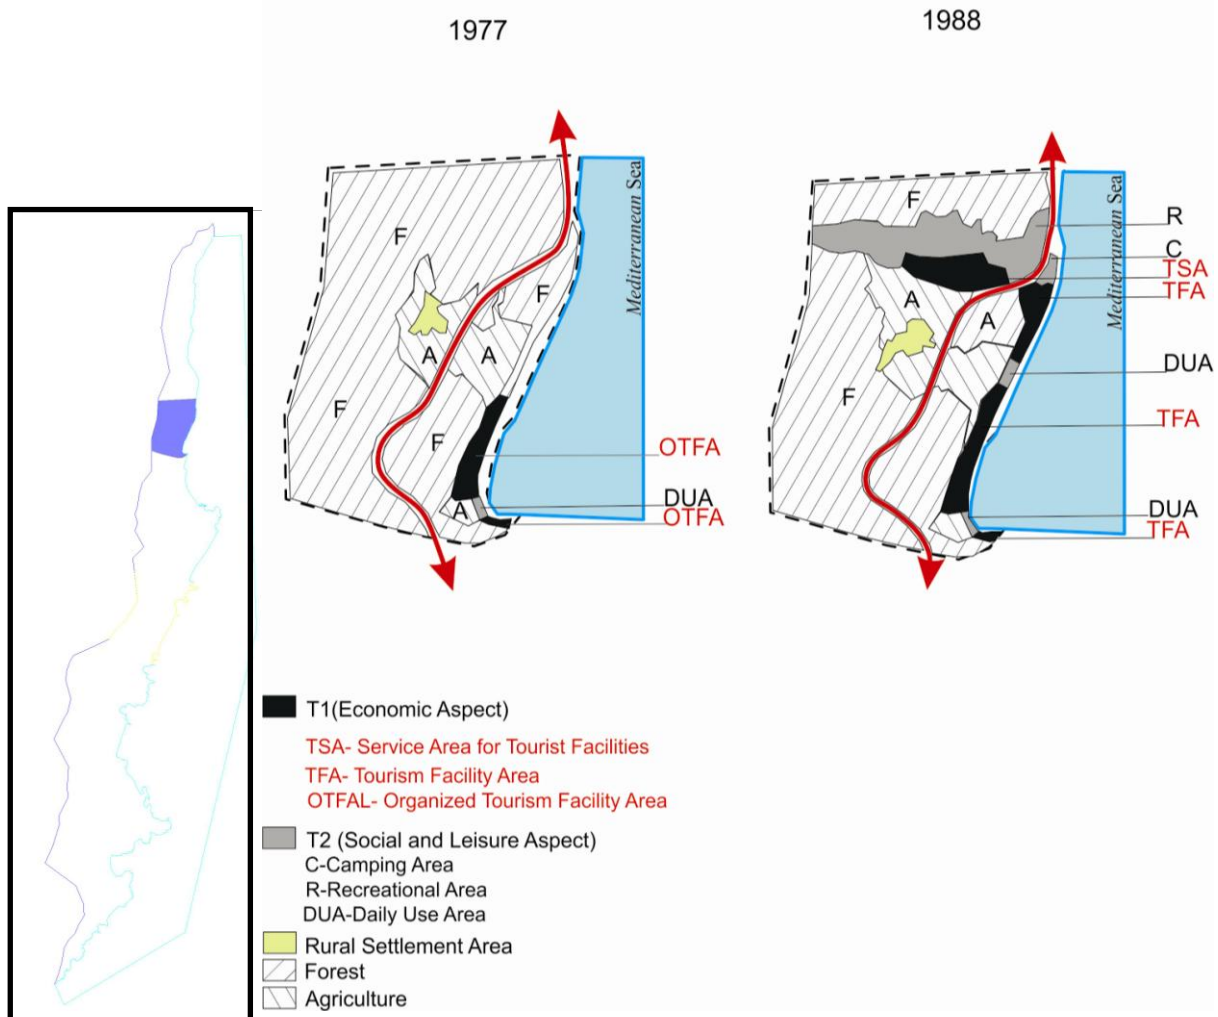 1977
1988
Mediterranean Sea
F
F
A
A
F
F
A
OTFA
DUA
OTFA
Mediterranean Sea
F
R
C
TSA
TFA
A
A
DUA
F
TFA
DUA
TFA
T1(Economic Aspect)
TSA- Service Area for Tourist Facilities
TFA- Tourism Facility Area
OTFAL- Organized Tourism Facility Area
T2 (Social and Leisure Aspect)
C-Camping Area
R-Recreational Area
DUA-Daily Use Area
Rural Settlement Area
Forest
Agriculture